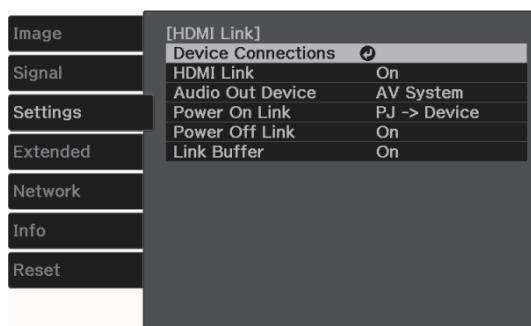 Image
Signal
Settings
Extended
Network
Info
Reset
[HDMI Link]
Device Connections
HDMI Link On
Audio Out Device AV System
Power On Link PJ -> Device
Power Off Link On
Link Buffer On